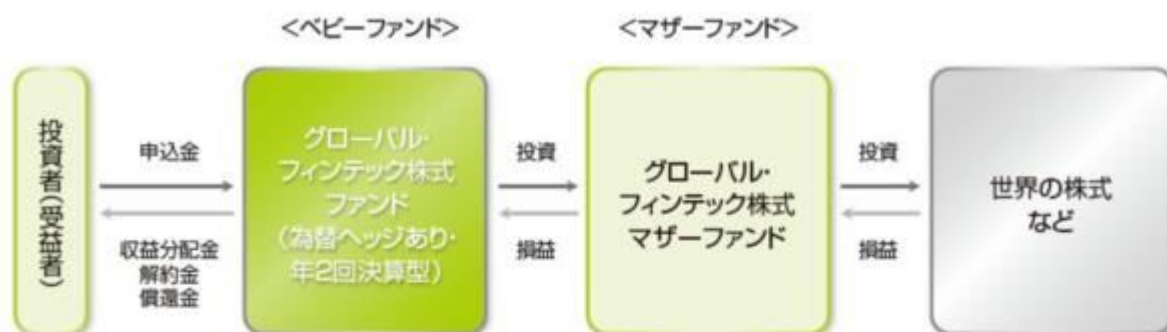 <ベビーファンド>
<マザーファンド>
投資者(受益者)
申込金
収益分配金
解約金
償還金
グローバル・
フィンテック株式
ファンド
(為替ヘッジあり・
年2回決算型)
投資
損益
グローバル・
フィンテック株式
マザーファンド
投資
損益
世界の株式
など